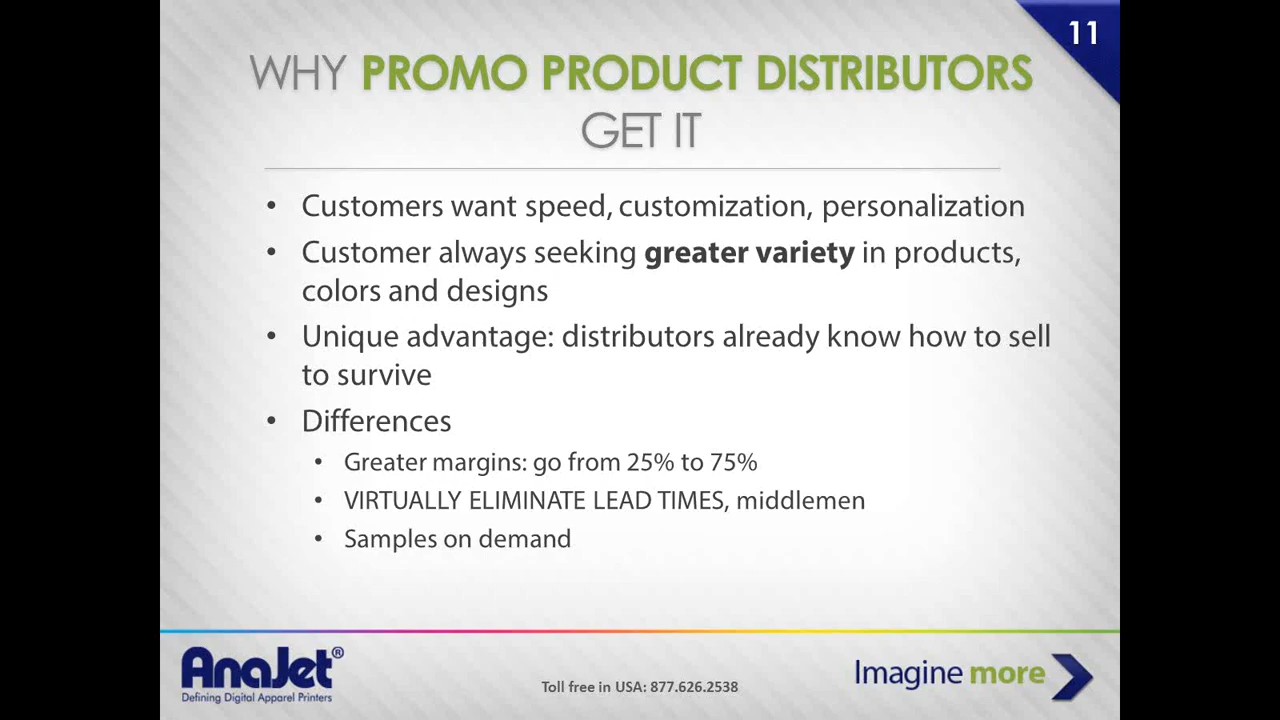 11
WHY PROMO PRODUCT DISTRIBUTORS
GET IT
• Customers want speed, customization, personalization
• Customer always seeking greater variety in products,
colors and designs
• Unique advantage: distributors already know how to sell
to survive
• Differences
• Greater margins: go from 25% to 75%
• VIRTUALLY ELIMINATE LEAD TIMES, middlemen
• Samples on demand
AnaJet®
Defining Digital Apparel Printers
Toll free in USA: 877.626.2538
Imagine more